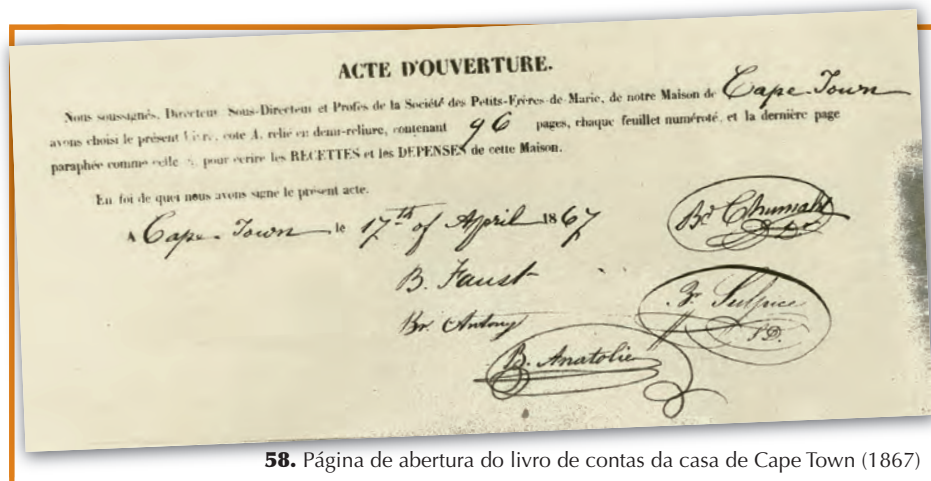 ACTE D'OUVERTURE.
Nous soussignés, Directeur Sous-Directeur et Profès de la Société des Petits-Frères-de-Marie, de notre Maison de Cape-Town
avons choisi le présent Livre, cote A, relié en demi-reliure, contenant 96 pages, chaque feuillet numéroté, et la dernière page
paraphée comme celle pour écrire les RECETTES et les DEPENSES de cette Maison.
En foi de quoi nous avons signé le présent acte.
A Cape-Town le 17th of April 1867
Br Chumald
D.
B. Faust
Br. Sulpice
S D.
Br. Antony
B. Anatolie
58. Página de abertura do livro de contas da casa de Cape Town (1867)